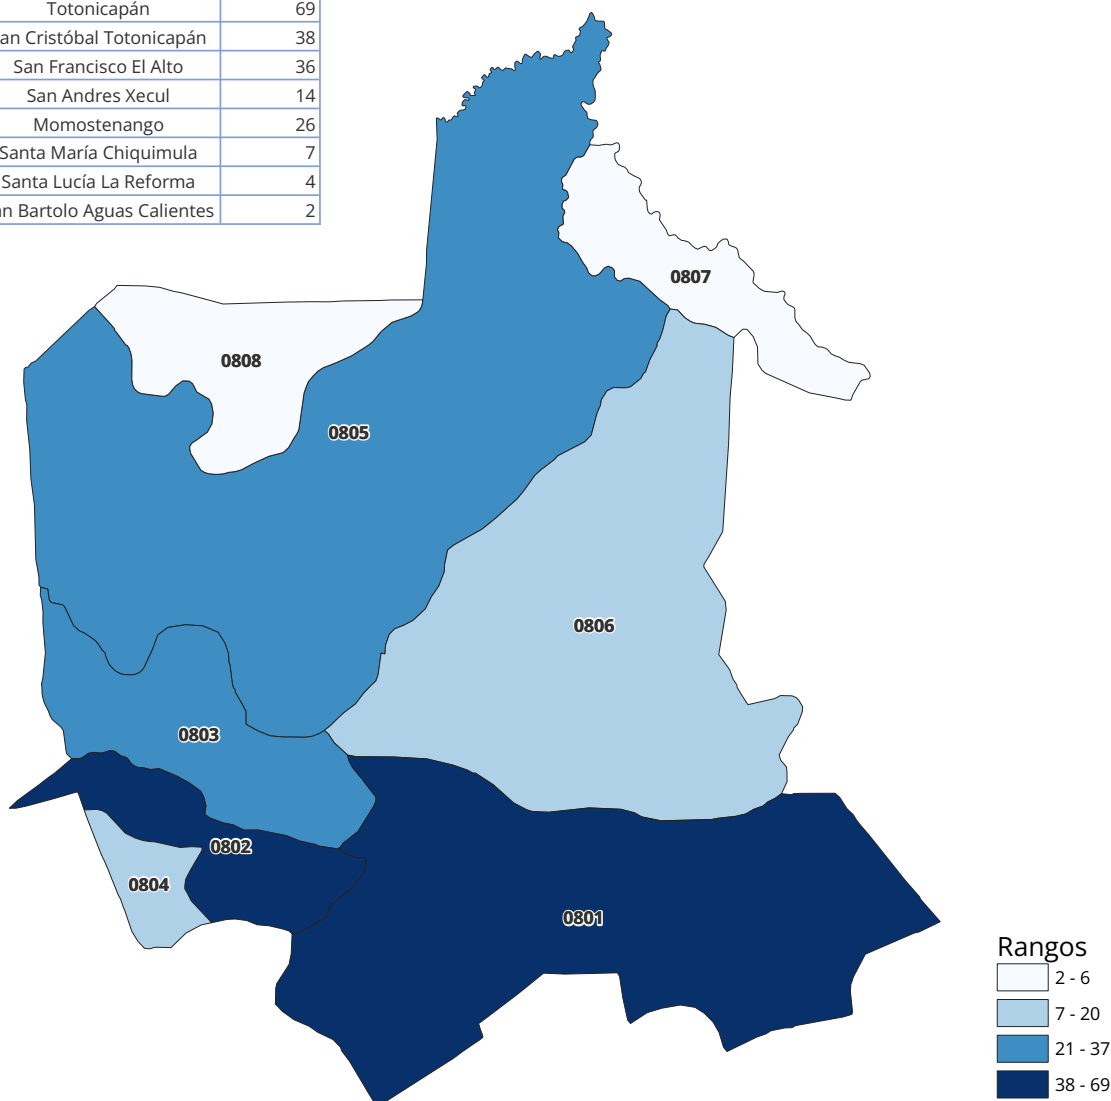 Totonicapán 69
an Cristóbal Totonicapán 38
San Francisco El Alto 36
San Andres Xecul 14
Momostenango 26
Santa María Chiquimula 7
Santa Lucía La Reforma 4
n Bartolo Aguas Calientes 2
0807
0808
0805
0806
0803
0802
0804
0801
Rangos
2 - 6
7 - 20
21 - 37
38 - 69